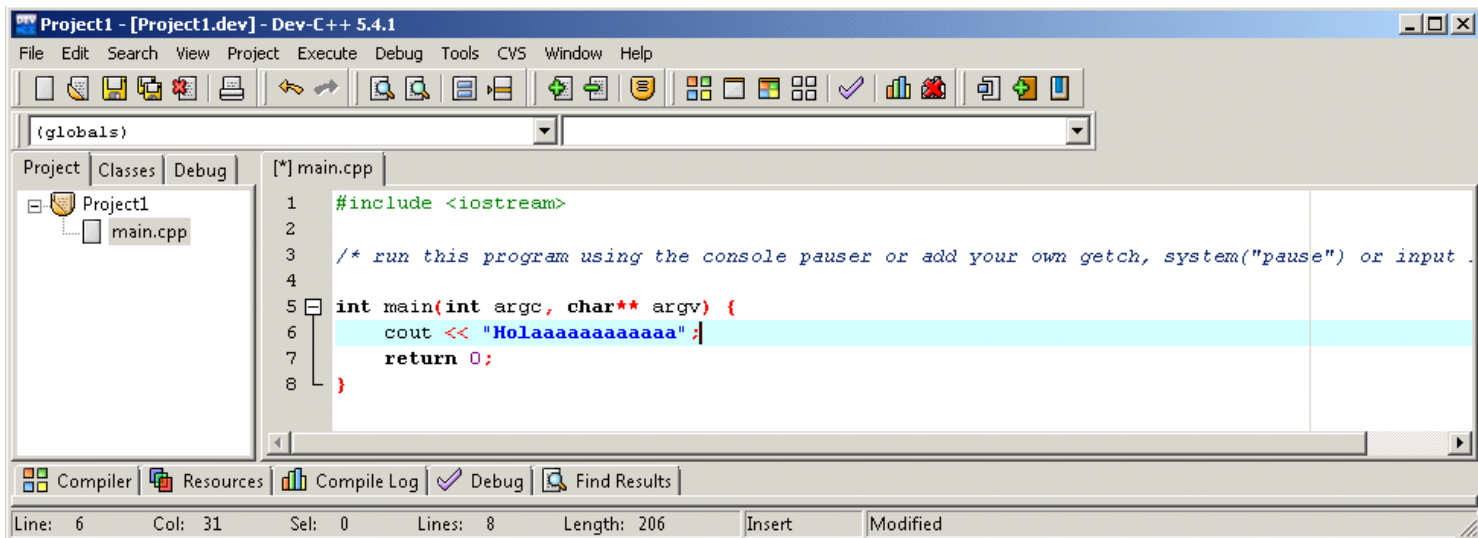 Project1 - [Project1.dev] - Dev-C++ 5.4.1
File Edit Search View Project Execute Debug Tools CVS Window Help
(globals)
Project Classes Debug [*] main.cpp
Project1
main.cpp
1 #include <iostream>
2
3 /* run this program using the console pauser or add your own getch, system("pause") or input
4
5 int main(int argc, char** argv) {
6 cout << "Holaaaaaaaaaaaa";
7 return 0;
8 }
Compiler Resources Compile Log Debug Find Results
Line: 6 Col: 31 Sel: 0 Lines: 8 Length: 206 Insert Modified